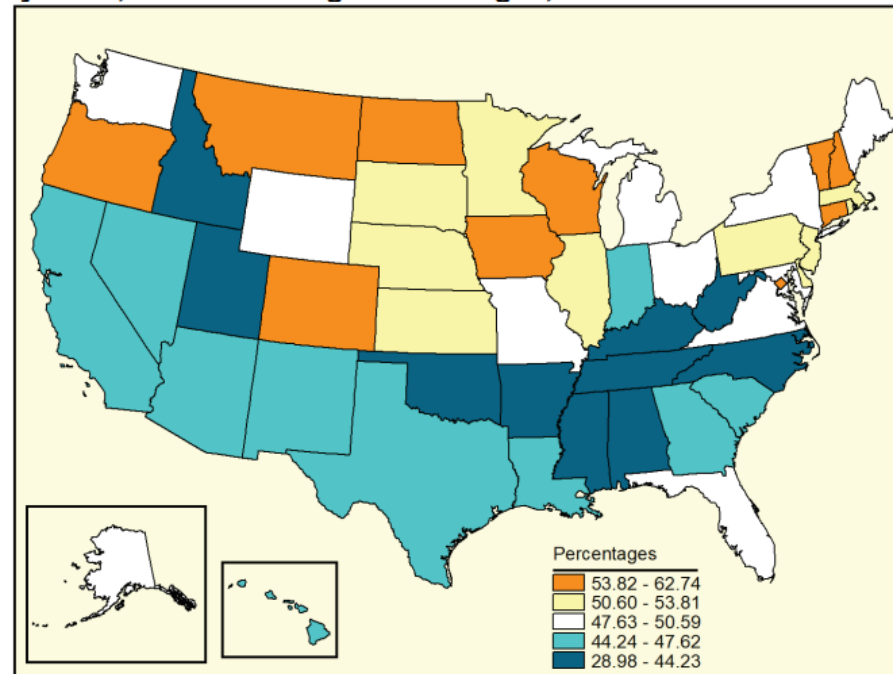 Percentages
53.82 - 62.74
50.60 - 53.81
47.63 - 50.59
44.24 - 47.62
28.98 - 44.23